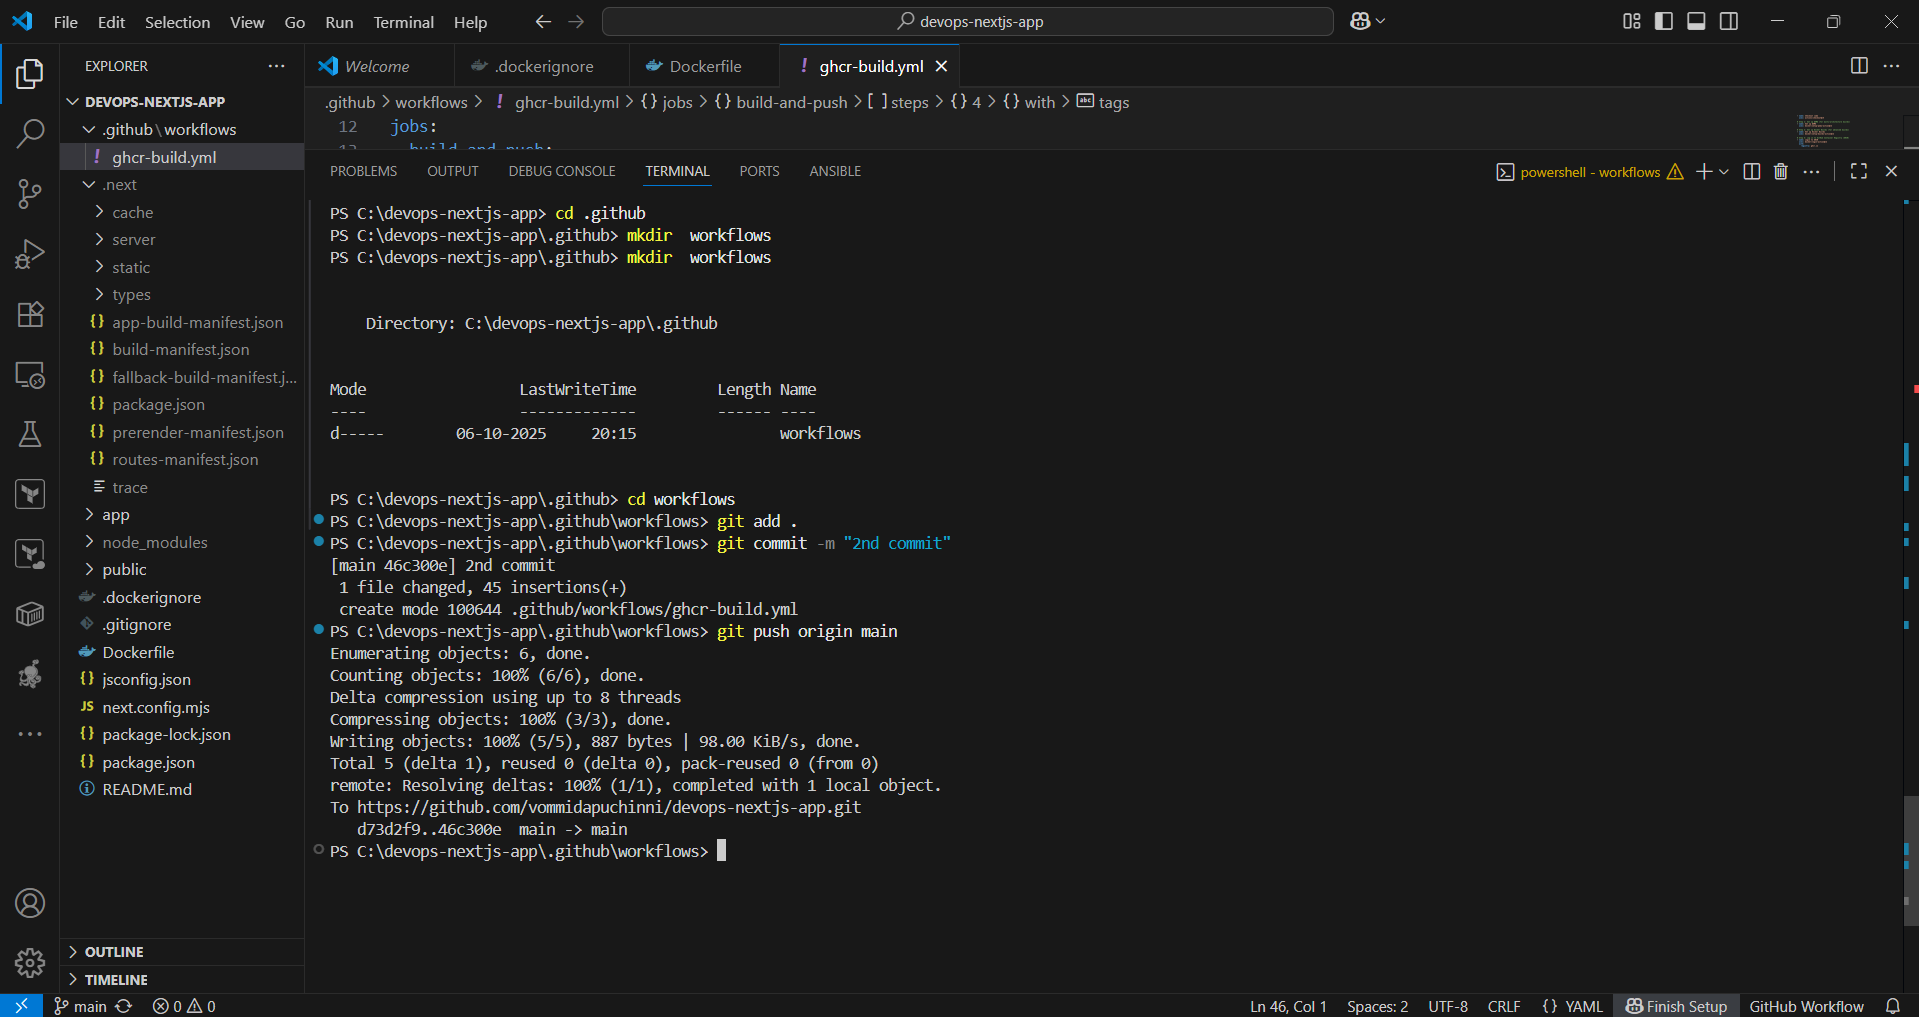 File Edit Selection View Go Run Terminal Help
devops-nextjs-app
EXPLORER
DEVOPS-NEXTJS-APP
.github\workflows
ghcr-build.yml
.next
cache
server
static
types
app-build-manifest.json
build-manifest.json
fallback-build-manifest.j...
package.json
prerender-manifest.json
routes-manifest.json
trace
app
node_modules
public
.dockerignore
.gitignore
Dockerfile
jsconfig.json
next.config.mjs
package-lock.json
package.json
README.md
OUTLINE
TIMELINE
Welcome .dockerignore Dockerfile ghcr-build.yml
.github > workflows > ghcr-build.yml > {} jobs > {} build-and-push > [ ] steps > {} 4 > {} with > abc tags
12 jobs:
13 build-and-push:
PROBLEMS OUTPUT DEBUG CONSOLE TERMINAL PORTS ANSIBLE
powershell - workflows
PS C:\devops-nextjs-app> cd .github
PS C:\devops-nextjs-app\.github> mkdir  workflows
PS C:\devops-nextjs-app\.github> mkdir  workflows
Directory: C:\devops-nextjs-app\.github
Mode                 LastWriteTime         Length Name
----                 -------------         ------ ----
d-----        06-10-2025     20:15                workflows
PS C:\devops-nextjs-app\.github> cd workflows
PS C:\devops-nextjs-app\.github\workflows> git add .
PS C:\devops-nextjs-app\.github\workflows> git commit -m "2nd commit"
[main 46c300e] 2nd commit
1 file changed, 45 insertions(+)
create mode 100644 .github/workflows/ghcr-build.yml
PS C:\devops-nextjs-app\.github\workflows> git push origin main
Enumerating objects: 6, done.
Counting objects: 100% (6/6), done.
Delta compression using up to 8 threads
Compressing objects: 100% (3/3), done.
Writing objects: 100% (5/5), 887 bytes | 98.00 KiB/s, done.
Total 5 (delta 1), reused 0 (delta 0), pack-reused 0 (from 0)
remote: Resolving deltas: 100% (1/1), completed with 1 local object.
To https://github.com/vommidapuchinni/devops-nextjs-app.git
d73d2f9..46c300e  main -> main
PS C:\devops-nextjs-app\.github\workflows>
main 0 0 Ln 46, Col 1 Spaces: 2 UTF-8 CRLF {} YAML Finish Setup GitHub Workflow